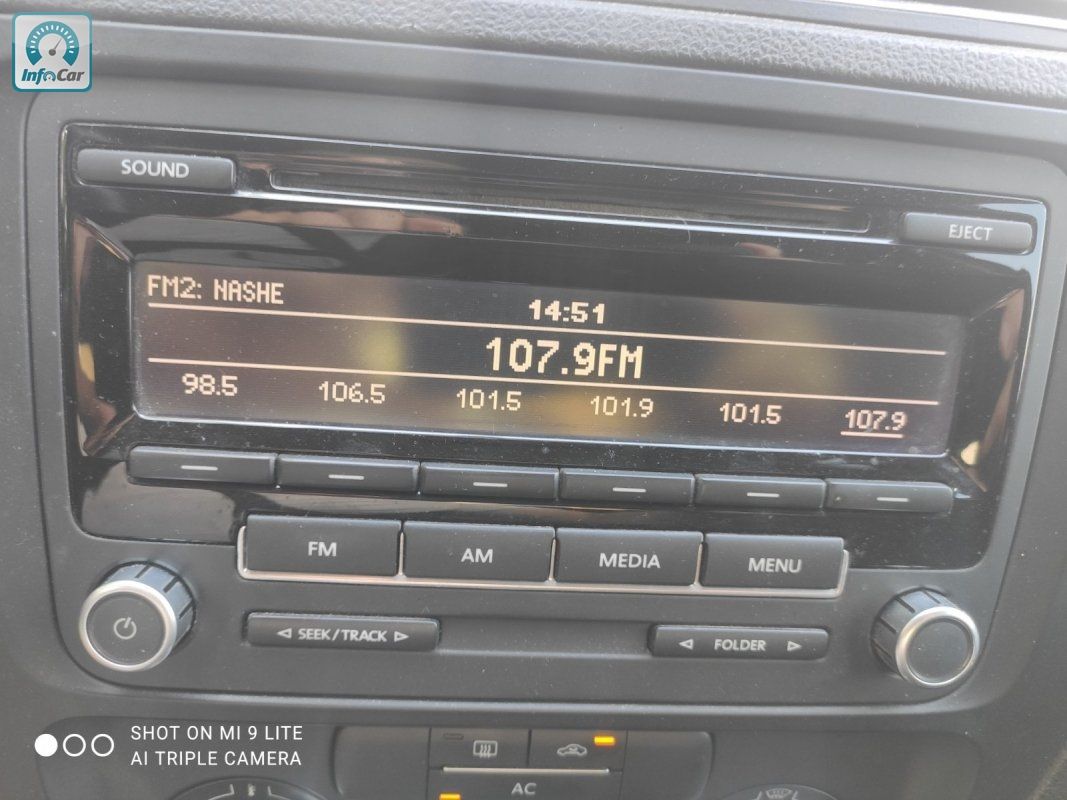 InfoCar
SOUND
EJECT
FM2: NASHE
14:51
107.9FM
98.5 106.5 101.5 101.9 101.5 107.9
FM AM MEDIA MENU
SEEK/TRACK FOLDER
SHOT ON MI 9 LITE
AI TRIPLE CAMERA
AC